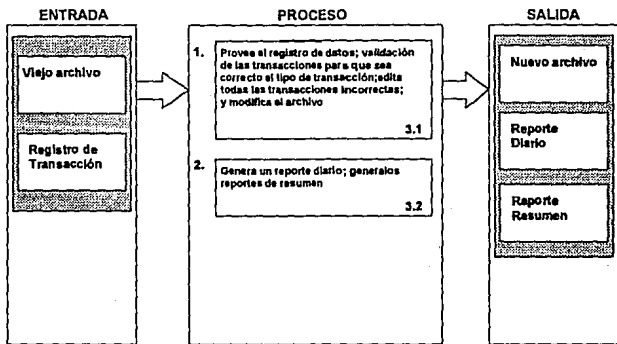 ENTRADA
PROCESO
SALIDA
Viejo archivo
Registro de
Transacción
1.
Provee el registro de datos; validación
de las transacciones para que sea
correcto el tipo de transacción;edita
todas las transacciones incorrectas;
y modifica el archivo
3.1
2.
Genera un reporte diario; generalos
reportes de resumen
3.2
Nuevo archivo
Reporte
Diario
Reporte
Resumen